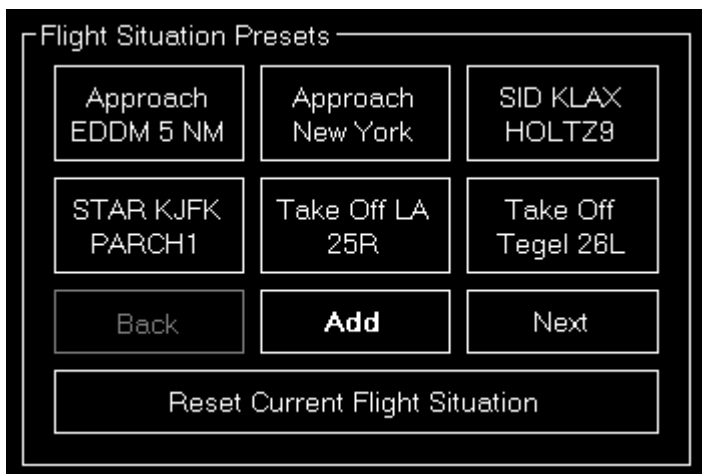 Flight Situation Presets
Approach
EDDM 5 NM
Approach
New York
SID KLAX
HOLTZ9
STAR KJFK
PARCH1
Take Off LA
25R
Take Off
Tegel 26L
Back
Add
Next
Reset Current Flight Situation